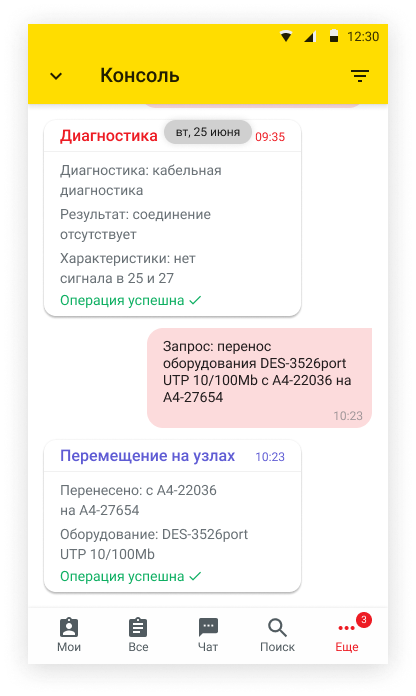 12:30
Консоль
вт, 25 июня
Диагностика 09:35
Диагностика: кабельная
диагностика
Результат: соединение
отсутствует
Характеристики: нет
сигнала в 25 и 27
Операция успешна
Запрос: перенос
оборудования DES-3526port
UTP 10/100Mb с А4-22036 на
А4-27654
10:23
Перемещение на узлах 10:23
Перенесено: с А4-22036
на А4-27654
Оборудование: DES-3526port
UTP 10/100Mb
Операция успешна
3
Мои Все Чат Поиск Еще